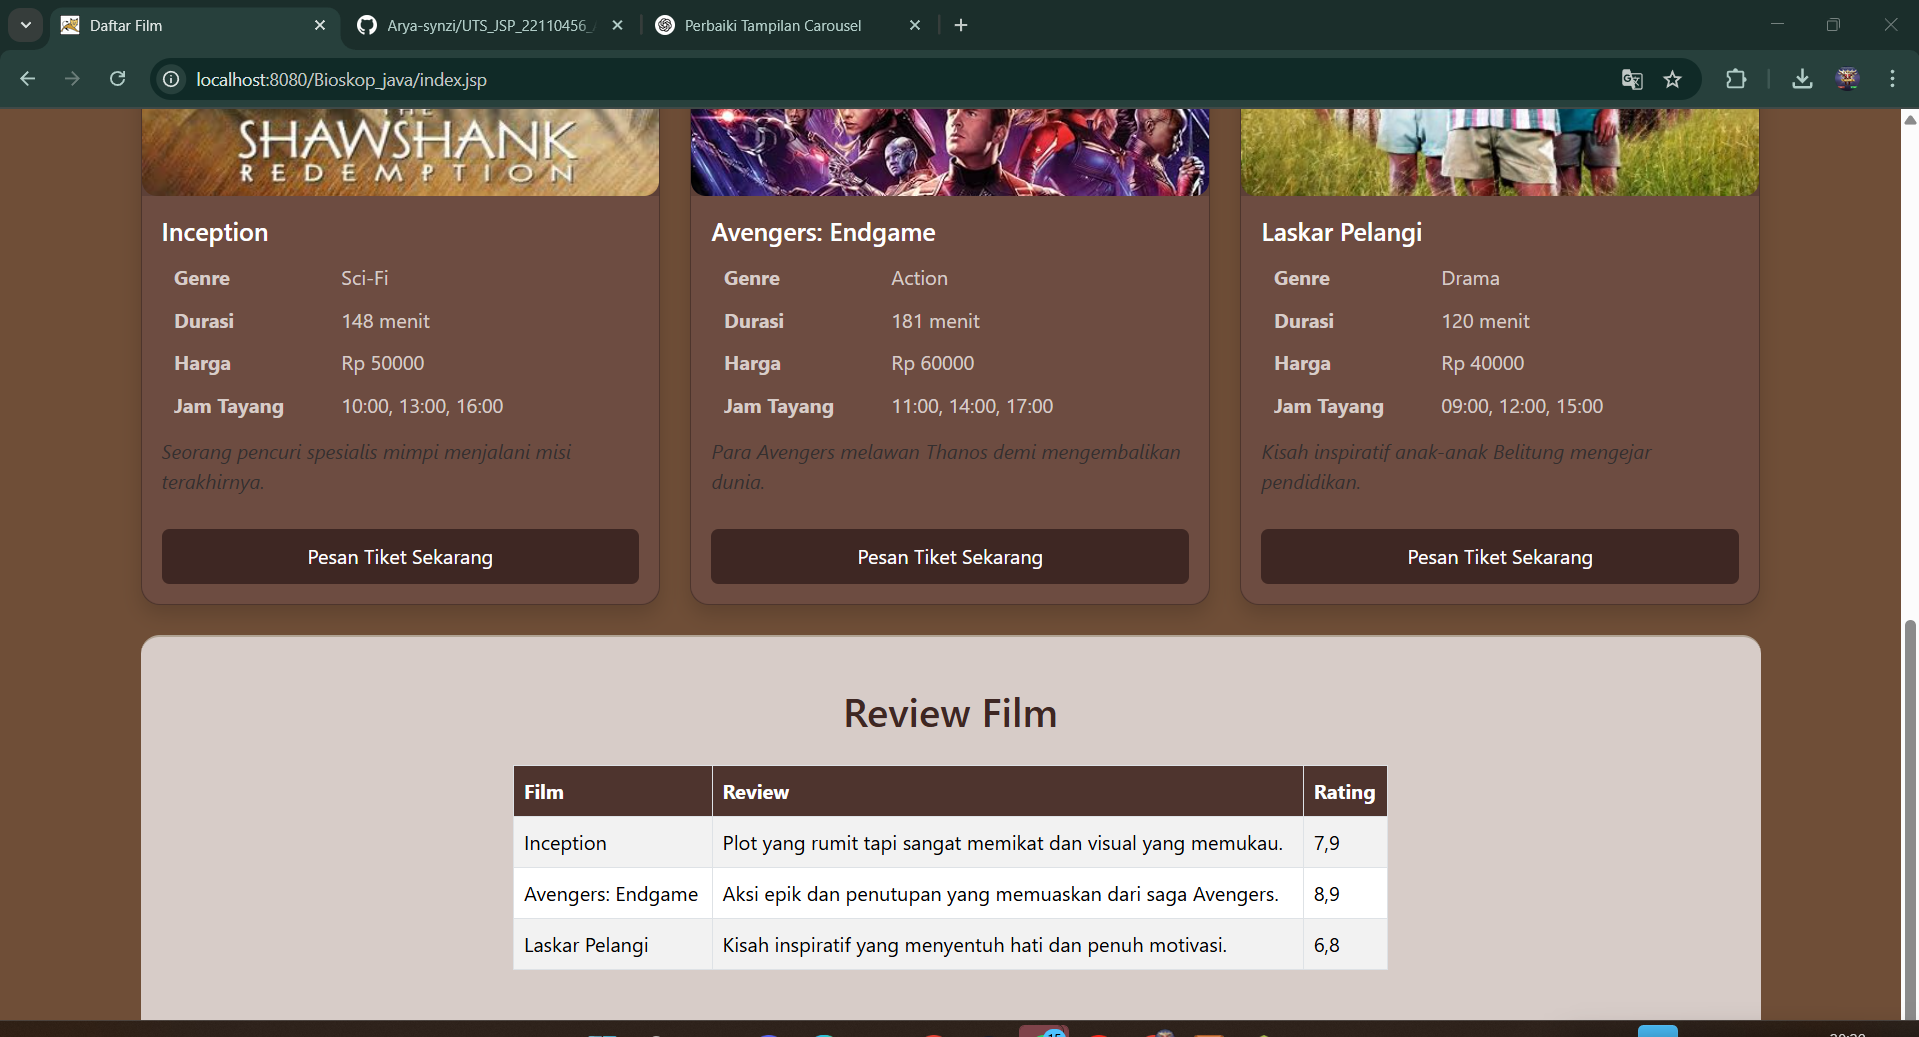 Daftar Film
Arya-synzi/UTS_JSP_22110456_
Perbaiki Tampilan Carousel
localhost:8080/Bioskop_java/index.jsp
THE
SHAWSHANK
REDEMPTION
Inception
Genre Sci-Fi
Durasi 148 menit
Harga Rp 50000
Jam Tayang 10:00, 13:00, 16:00
Seorang pencuri spesialis mimpi menjalani misi
terakhirnya.
Pesan Tiket Sekarang
Avengers: Endgame
Genre Action
Durasi 181 menit
Harga Rp 60000
Jam Tayang 11:00, 14:00, 17:00
Para Avengers melawan Thanos demi mengembalikan
dunia.
Pesan Tiket Sekarang
Laskar Pelangi
Genre Drama
Durasi 120 menit
Harga Rp 40000
Jam Tayang 09:00, 12:00, 15:00
Kisah inspiratif anak-anak Belitung mengejar
pendidikan.
Pesan Tiket Sekarang
Review Film
Film Review Rating
Inception Plot yang rumit tapi sangat memikat dan visual yang memukau. 7,9
Avengers: Endgame Aksi epik dan penutupan yang memuaskan dari saga Avengers. 8,9
Laskar Pelangi Kisah inspiratif yang menyentuh hati dan penuh motivasi. 6,8